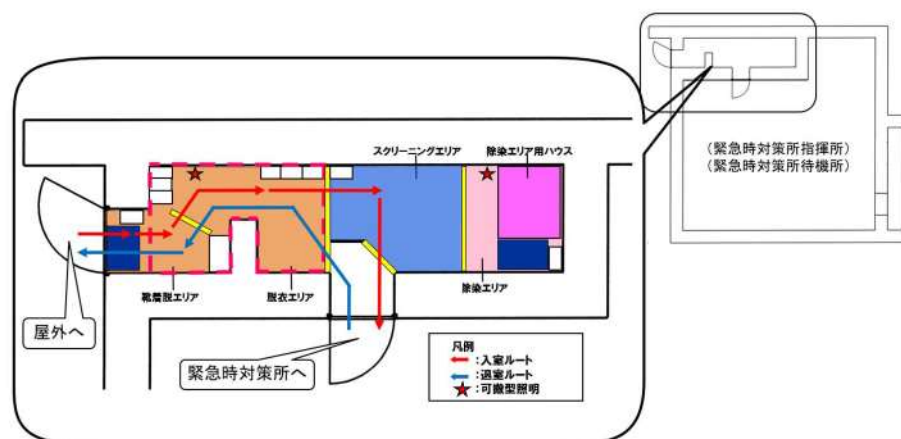 スクリーニングエリア
除染エリア用ハウス
(緊急時対策所指揮所)
(緊急時対策所待機所)
靴着脱エリア
脱衣エリア
除染エリア
屋外へ
緊急時対策所へ
凡例
:入室ルート
:退室ルート
:可搬型照明